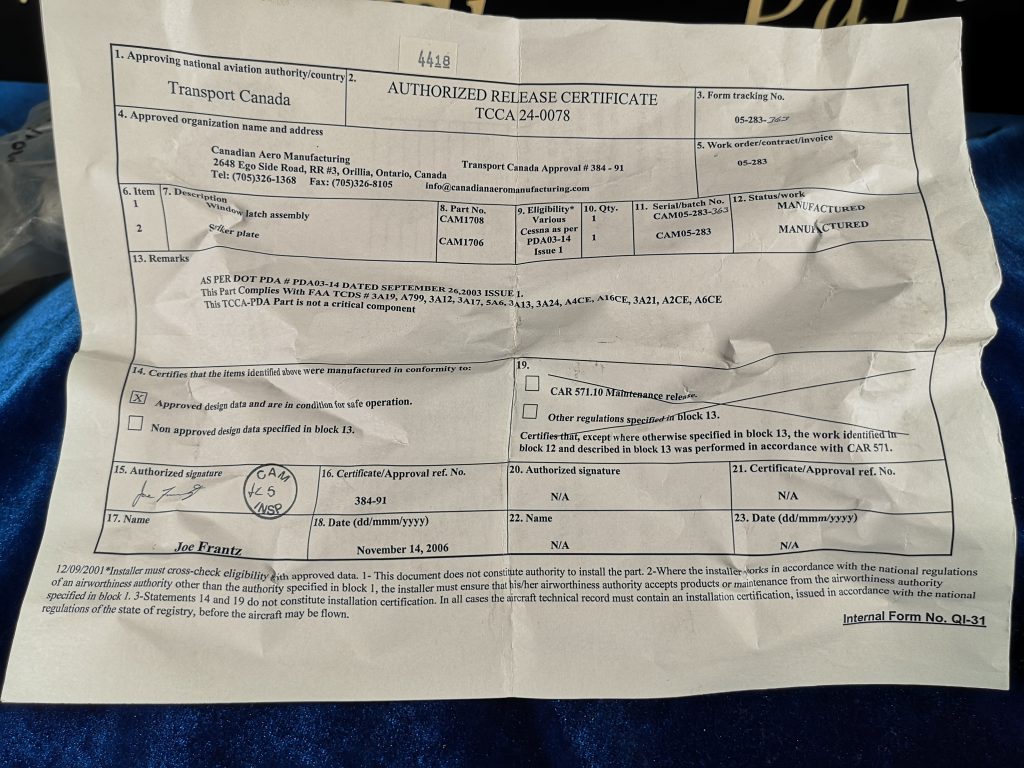 4418
1. Approving national aviation authority/country
Transport Canada
2.
AUTHORIZED RELEASE CERTIFICATE
TCCA 24-0078
3. Form tracking No.
05-283-363
4. Approved organization name and address
Canadian Aero Manufacturing
2648 Ego Side Road, RR #3, Orillia, Ontario, Canada
Tel: (705)326-1368 Fax: (705)326-8105
Transport Canada Approval # 384 - 91
info@canadianaeromanufacturing.com
5. Work order/contract/invoice
05-283
6. Item
1
2
7. Description
Window latch assembly
plate
8. Part No.
CAM1708
CAM1706
9. Eligibility*
Various
Cessna as per
PDA03-14
Issue 1
10. Qty.
1
1
11. Serial/batch No.
CAM05-283-363
CAM05-283
12. Status/work
MANUFACTURED
MANUFACTURED
13. Remarks
AS PER DOT PDA # PDA03-14 DATED SEPTEMBER 26,2003 ISSUE 1.
This Part Complies With FAA TCDS # 3A19, A799, 3A12, 3A17, 5A6, 3A13, 3A24, A4CE, A16CE, 3A21, A2CE, A6CE
This TCCA-PDA Part is not a critical component
14. Certifies that the items identified above were manufactured in conformity to:
X Approved design data and are in condition for safe operation.
Non approved design data specified in block 13.
19.
CAR 571.10 Maintenance release.
Other regulations specified in block 13.
Certifies that, except where otherwise specified in block 13, the work identified in
block 12 and described in block 13 was performed in accordance with CAR 571.
15. Authorized signature
CAM
INSP
16. Certificate/Approval ref. No.
384-91
17. Name
Joe Frantz
18. Date (dd/mmm/yyyy)
November 14, 2006
20. Authorized signature
N/A
21. Certificate/Approval ref. No.
N/A
22. Name
N/A
23. Date (dd/mmm/yyyy)
N/A
12/09/2001*Installer must cross-check eligibility with approved data. 1- This document does not constitute authority to install the part. 2-Where the installer works in accordance with the national regulations
of an airworthiness authority other than the authority specified in block 1, the installer must ensure that his/her airworthiness authority accepts products or maintenance from the airworthiness authority
specified in block 1. 3-Statements 14 and 19 do not constitute installation certification. In all cases the aircraft technical record must contain an installation certification, issued in accordance with the national
regulations of the state of registry, before the aircraft may be flown.
Internal Form No. QI-31